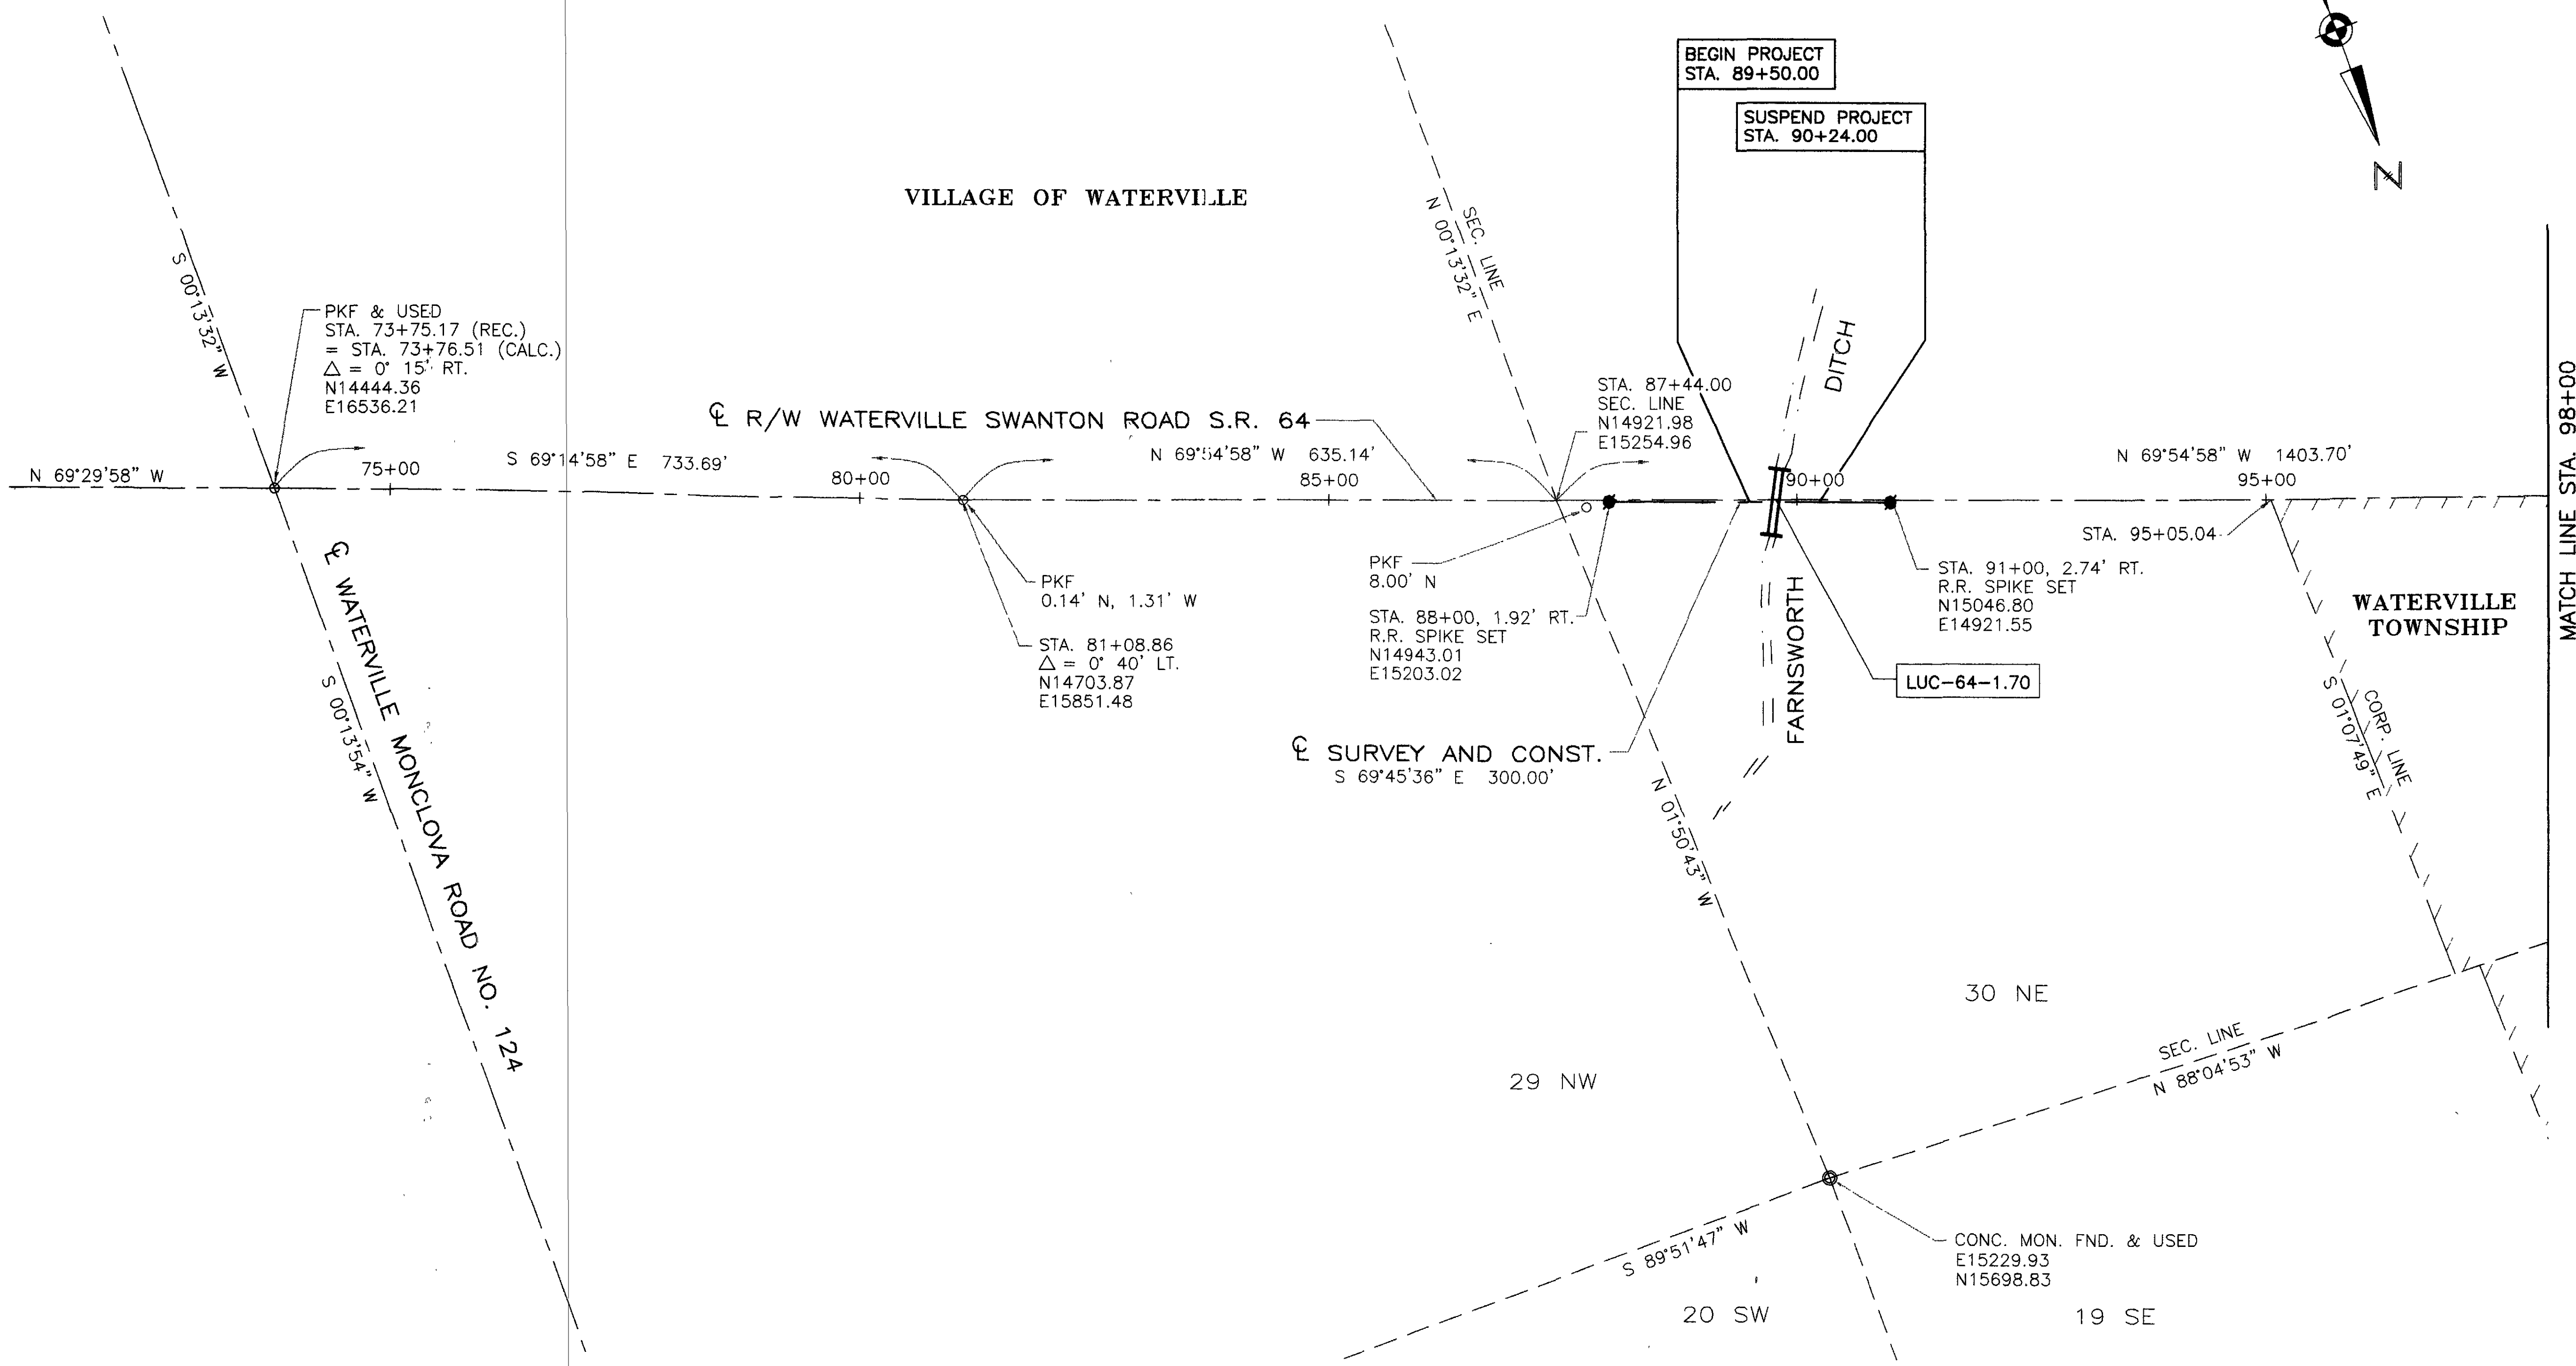 BEGIN PROJECT
STA. 89+50.00
SUSPEND PROJECT
STA. 90+24.00
N
VILLAGE OF WATERVILLE
SEC. LINE
N 00°13'32" E
S 00°13'32" W
PKF & USED
STA. 73+75.17 (REC.)
= STA. 73+76.51 (CALC.)
△ = 0° 15' RT.
N14444.36
E16536.21
℄ R/W WATERVILLE SWANTON ROAD S.R. 64
STA. 87+44.00
SEC. LINE
N14921.98
E15254.96
DITCH
MATCH LINE STA. 98+00
N 69°29'58" W
75+00
S 69°14'58" E 733.69'
80+00
N 69°54'58" W 635.14'
85+00
90+00
N 69°54'58" W 1403.70'
95+00
STA. 95+05.04
℄ WATERVILLE MONCLOVA ROAD NO. 124
S 00°13'54" W
PKF
0.14' N, 1.31' W
STA. 81+08.86
△ = 0° 40' LT.
N14703.87
E15851.48
PKF
8.00' N
STA. 88+00, 1.92' RT.
R.R. SPIKE SET
N14943.01
E15203.02
FARNSWORTH
STA. 91+00, 2.74' RT.
R.R. SPIKE SET
N15046.80
E14921.55
WATERVILLE
TOWNSHIP
LUC-64-1.70
CORP. LINE
S 01°07'49" E
℄ SURVEY AND CONST.
S 69°45'36" E 300.00'
N 01°50'43" W
30 NE
29 NW
SEC. LINE
N 88°04'53" W
S 89°51'47" W
CONC. MON. FND. & USED
E15229.93
N15698.83
20 SW
19 SE